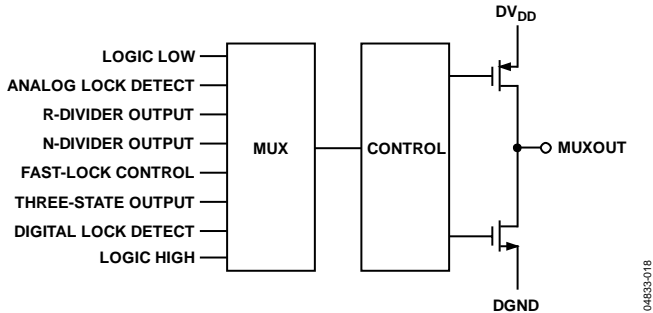 DVDD
LOGIC LOW
ANALOG LOCK DETECT
R-DIVIDER OUTPUT
N-DIVIDER OUTPUT
FAST-LOCK CONTROL
THREE-STATE OUTPUT
DIGITAL LOCK DETECT
LOGIC HIGH
MUX
CONTROL
MUXOUT
DGND
04833-018